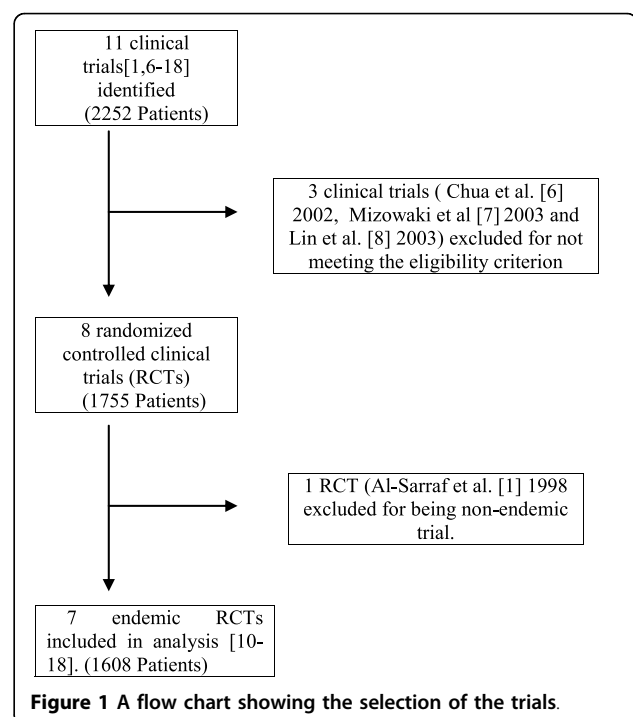 11 clinical
trials[1,6-18]
identified
(2252 Patients)
3 clinical trials ( Chua et al. [6]
2002, Mizowaki et al [7] 2003 and
Lin et al. [8] 2003) excluded for not
meeting the eligibility criterion
8 randomized
controlled clinical
trials (RCTs)
(1755 Patients)
1 RCT (Al-Sarraf et al. [1] 1998
excluded for being non-endemic
trial.
7 endemic RCTs
included in analysis [10-
18]. (1608 Patients)
Figure 1 A flow chart showing the selection of the trials.